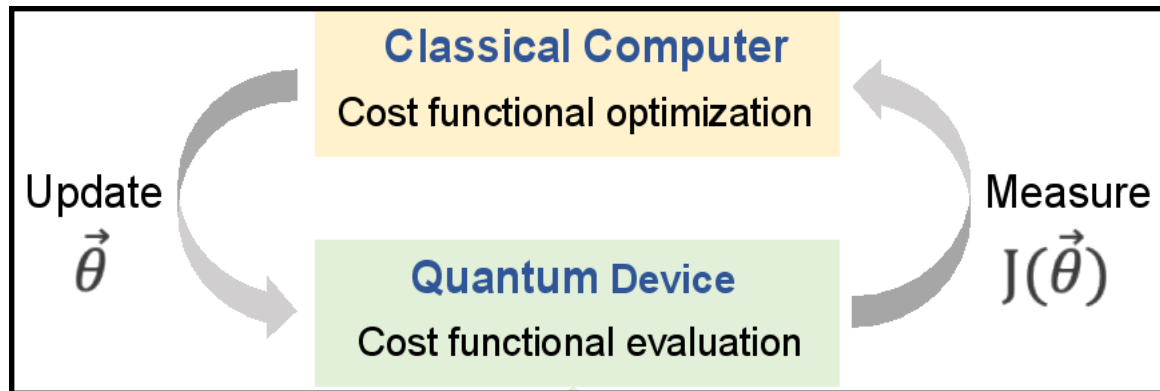 Classical Computer
Cost functional optimization
Update
θ⃗
Measure
J(θ⃗)
Quantum Device
Cost functional evaluation